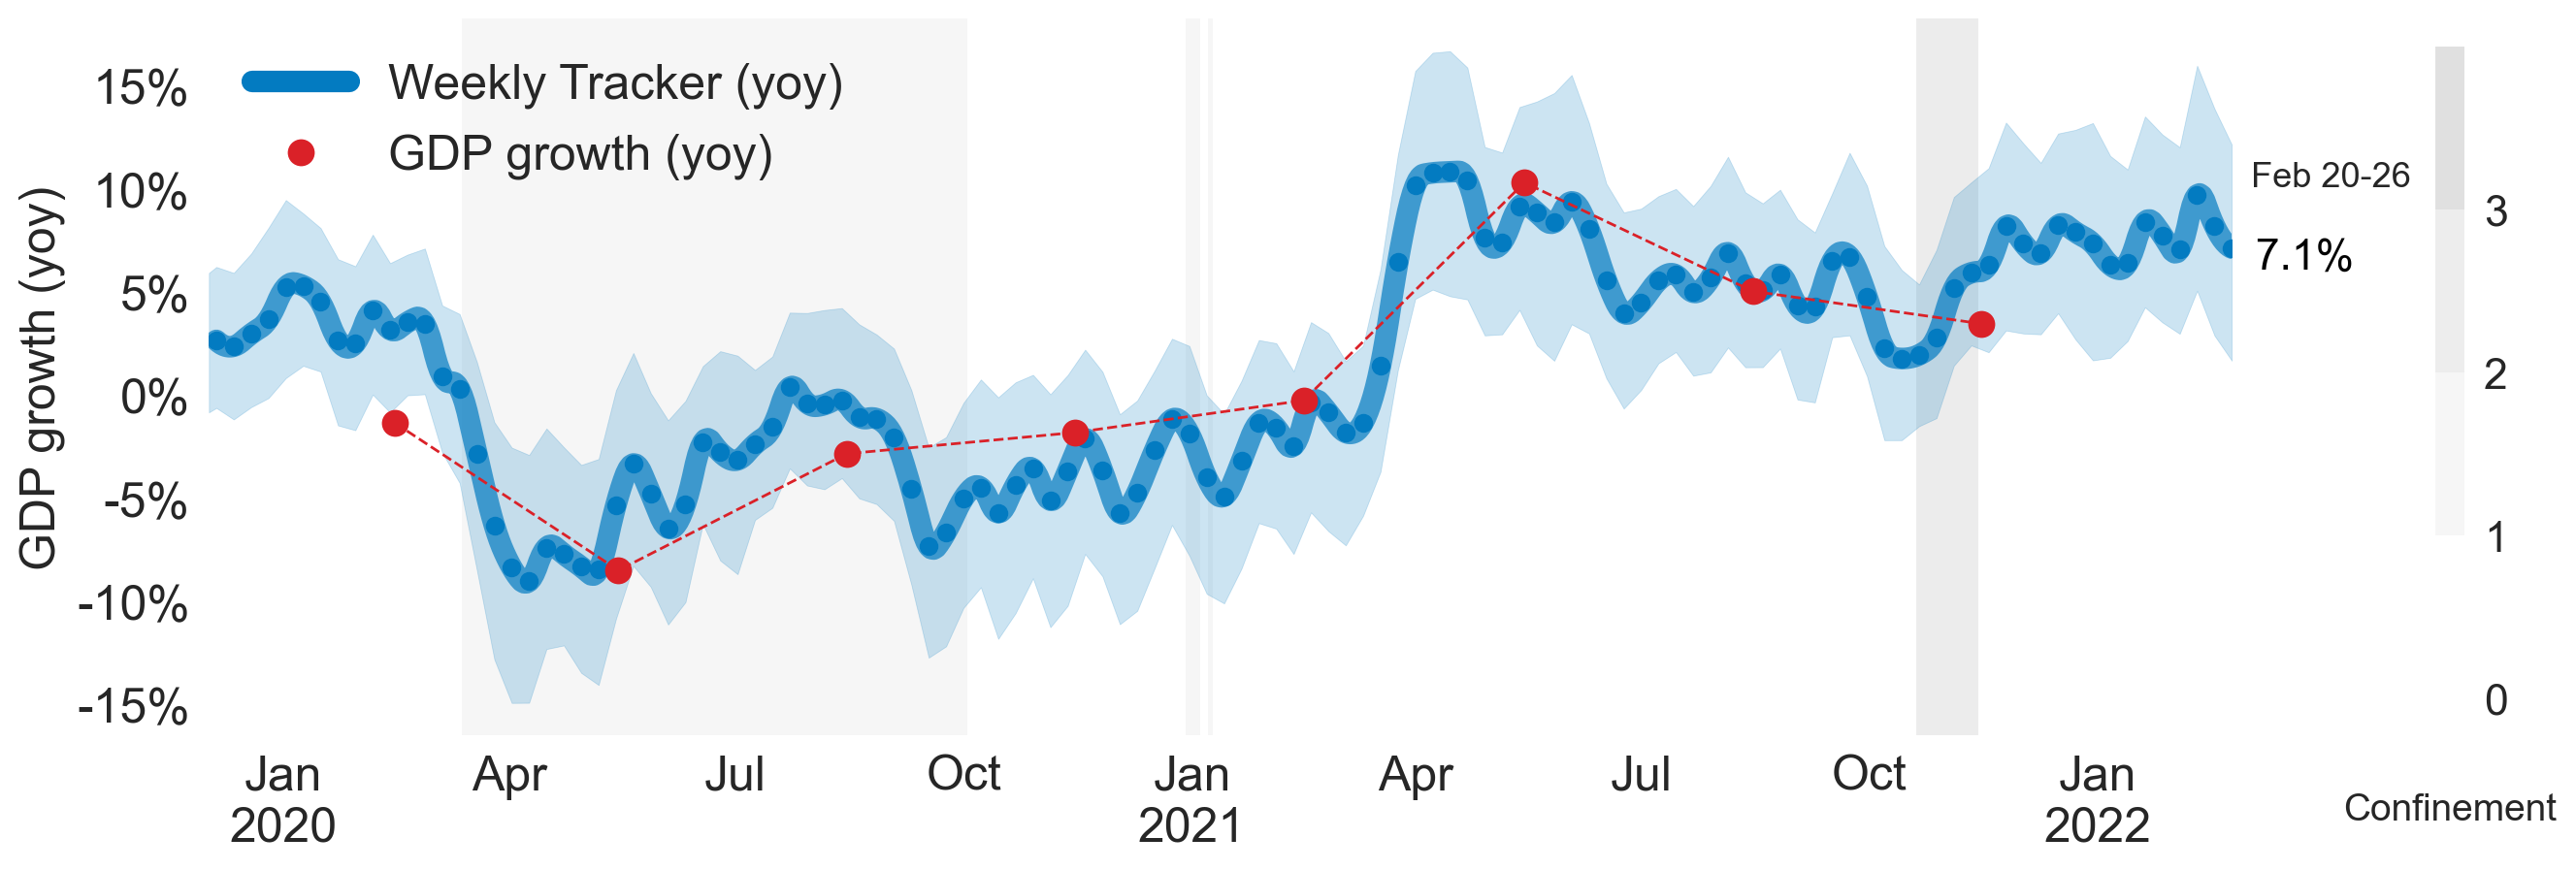 Weekly Tracker (yoy)
GDP growth (yoy)
GDP growth (yoy)
15%
10%
5%
0%
-5%
-10%
-15%
Feb 20-26
7.1%
3
2
1
0
Jan Apr Jul Oct Jan Apr Jul Oct Jan
2020 2021 2022
Confinement